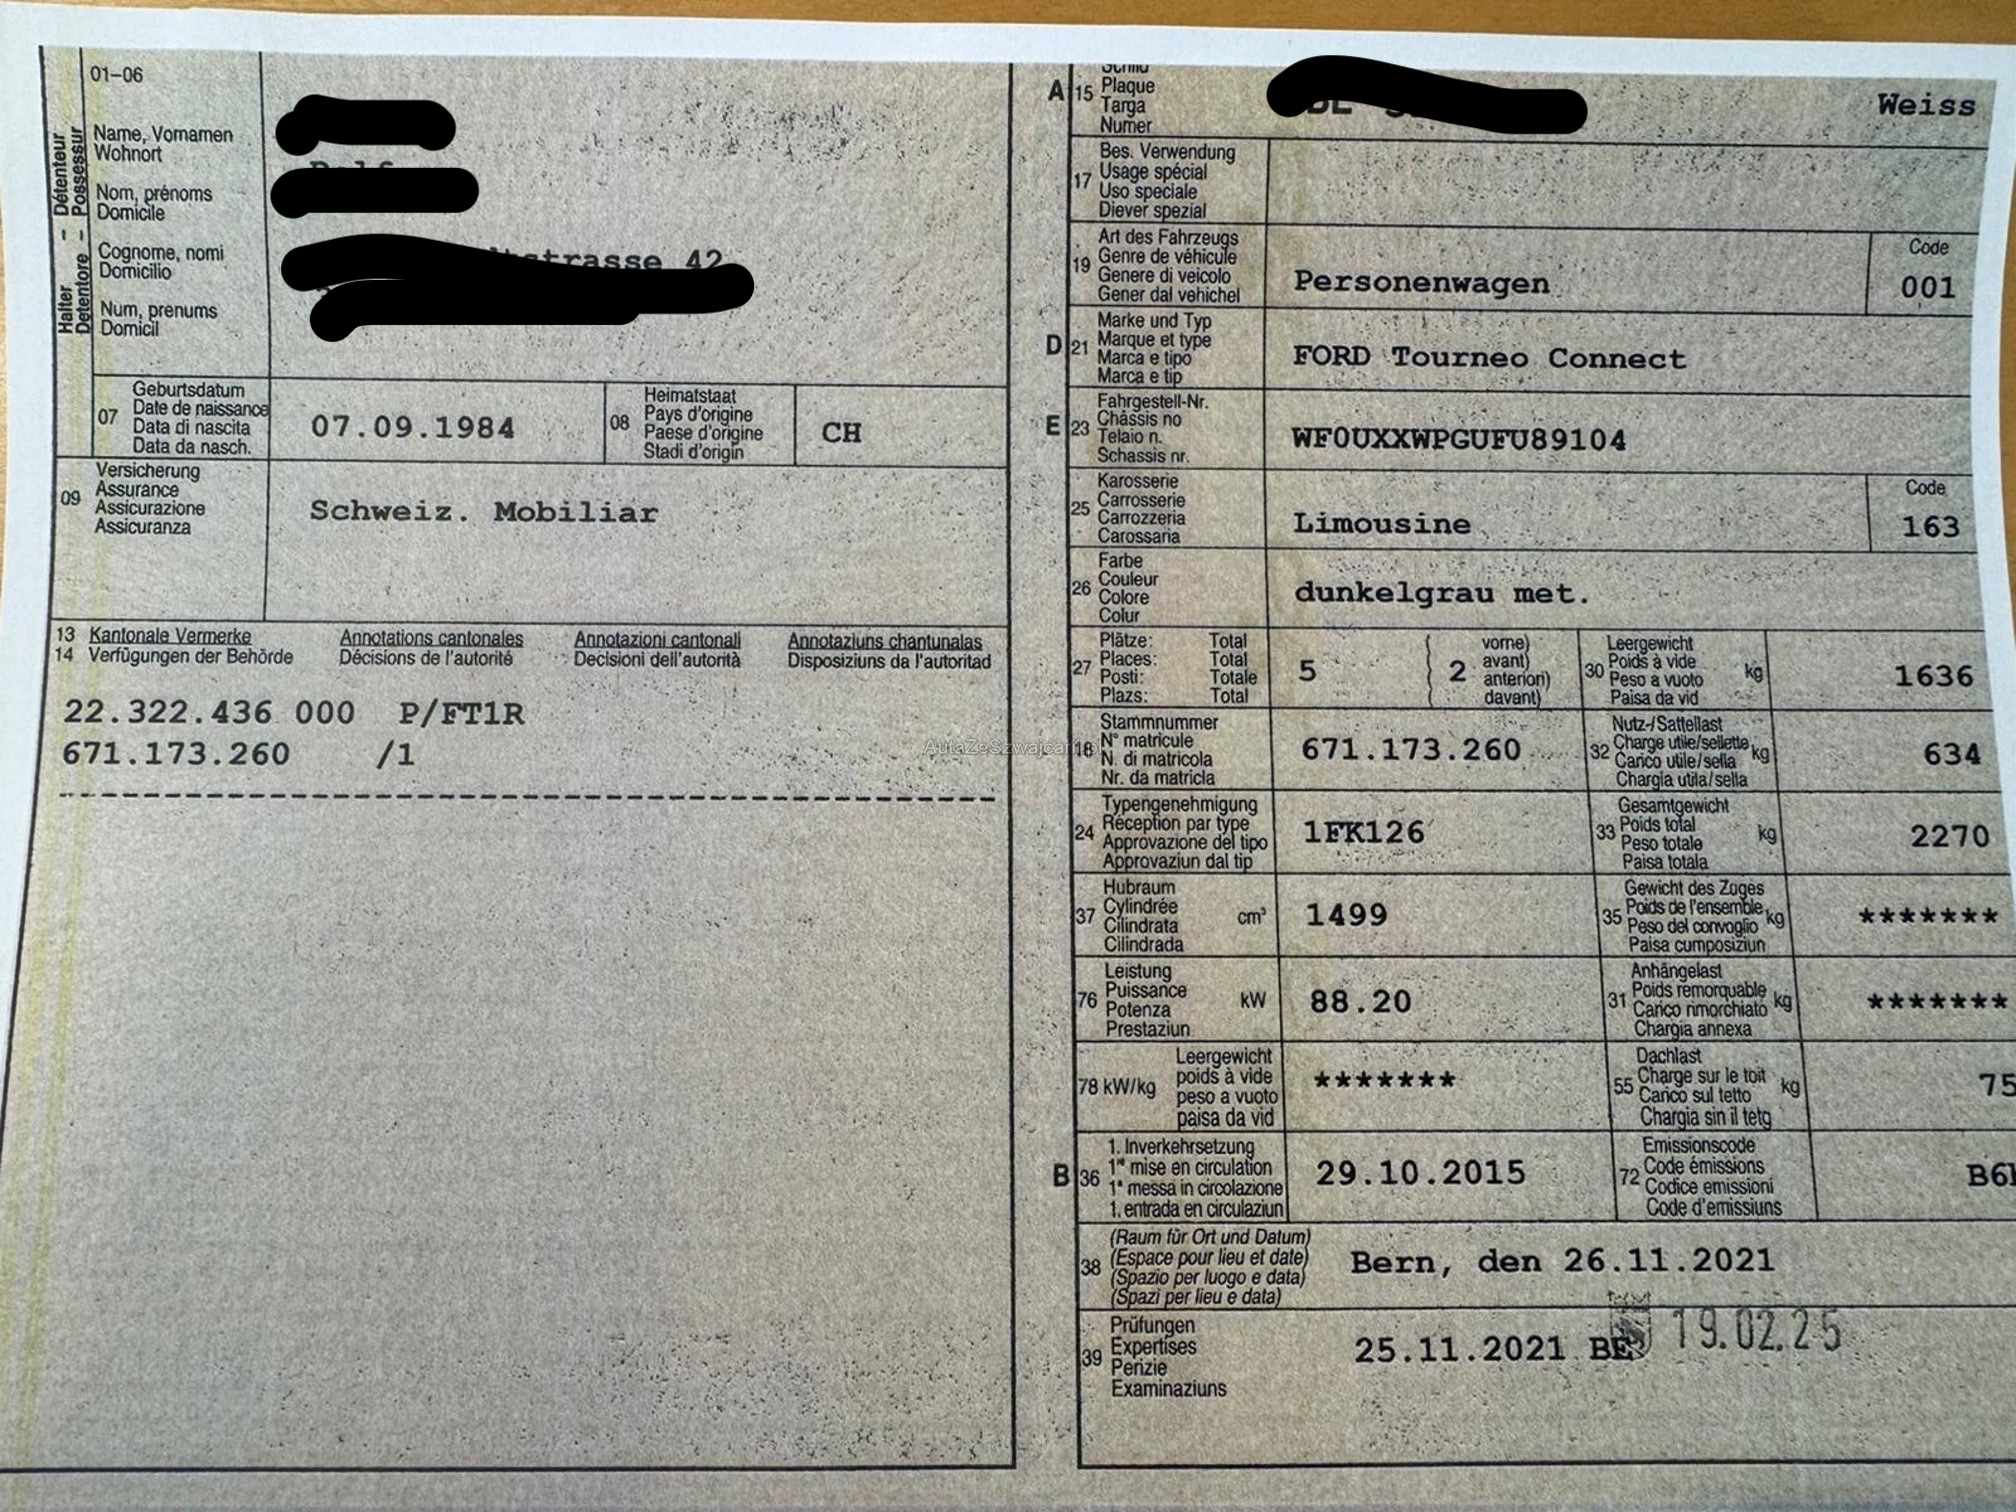 01-06
Halter - Détenteur
Detentore - Possessur
Name, Vornamen
Wohnort
Nom, prénoms
Domicile
Cognome, nomi
Domicilio
Num, prenums
Domicil
strasse 42
07
Geburtsdatum
Date de naissance
Data di nascita
Data da nasch.
07.09.1984
08
Heimatstaat
Pays d'origine
Paese d'origine
Stadi d'origin
CH
09
Versicherung
Assurance
Assicurazione
Assicuranza
Schweiz. Mobiliar
13 Kantonale Vermerke Annotations cantonales Annotazioni cantonali Annotaziuns chantunalas
14 Verfügungen der Behörde Décisions de l'autorité Decisioni dell'autorità Disposiziuns da l'autoritad
22.322.436 000 P/FT1R
671.173.260 /1
A 15
Schild
Plaque
Targa
Numer
Weiss
17
Bes. Verwendung
Usage spécial
Uso speciale
Diever spezial
19
Art des Fahrzeugs
Genre de véhicule
Genere di veicolo
Gener dal vehichel
Personenwagen
Code
001
D 21
Marke und Typ
Marque et type
Marca e tipo
Marca e tip
FORD Tourneo Connect
E 23
Fahrgestell-Nr.
Châssis no
Telaio n.
Schassis nr.
WF0UXXWPGUFU89104
25
Karosserie
Carrosserie
Carrozzeria
Carossaria
Limousine
Code
163
26
Farbe
Couleur
Colore
Colur
dunkelgrau met.
27
Plätze: Total
Places: Total
Posti: Totale
Plazs: Total
5
2
vorne)
avant)
anteriori)
davant)
30
Leergewicht
Poids à vide
Peso a vuoto
Paisa da vid
kg
1636
18
Stammnummer
N° matricule
N. di matricola
Nr. da matricla
671.173.260
32
Nutz-/Sattellast
Charge utile/sellette
Carico utile/sella
Chargia utila/sella
kg
634
24
Typengenehmigung
Réception par type
Approvazione del tipo
Approvaziun dal tip
1FK126
33
Gesamtgewicht
Poids total
Peso totale
Paisa totala
kg
2270
37
Hubraum
Cylindrée
Cilindrata
Cilindrada
cm³
1499
35
Gewicht des Zuges
Poids de l'ensemble
Peso del convoglio
Paisa cumposiziun
kg
*******
76
Leistung
Puissance
Potenza
Prestaziun
kW
88.20
31
Anhängelast
Poids remorquable
Carico rimorchiato
Chargia annexa
kg
*******
78 kW/kg
Leergewicht
poids à vide
peso a vuoto
paisa da vid
*******
55
Dachlast
Charge sur le toit
Carico sul tetto
Chargia sin il tetg
kg
75
B 36
1. Inverkehrsetzung
1re mise en circulation
1a messa in circolazione
1. entrada en circulaziun
29.10.2015
72
Emissionscode
Code émissions
Codice emissioni
Code d'emissiuns
B6
38
(Raum für Ort und Datum)
(Espace pour lieu et date)
(Spazio per luogo e data)
(Spazi per lieu e data)
Bern, den 26.11.2021
39
Prüfungen
Expertises
Perizie
Examinaziuns
25.11.2021 BE
19.02.25